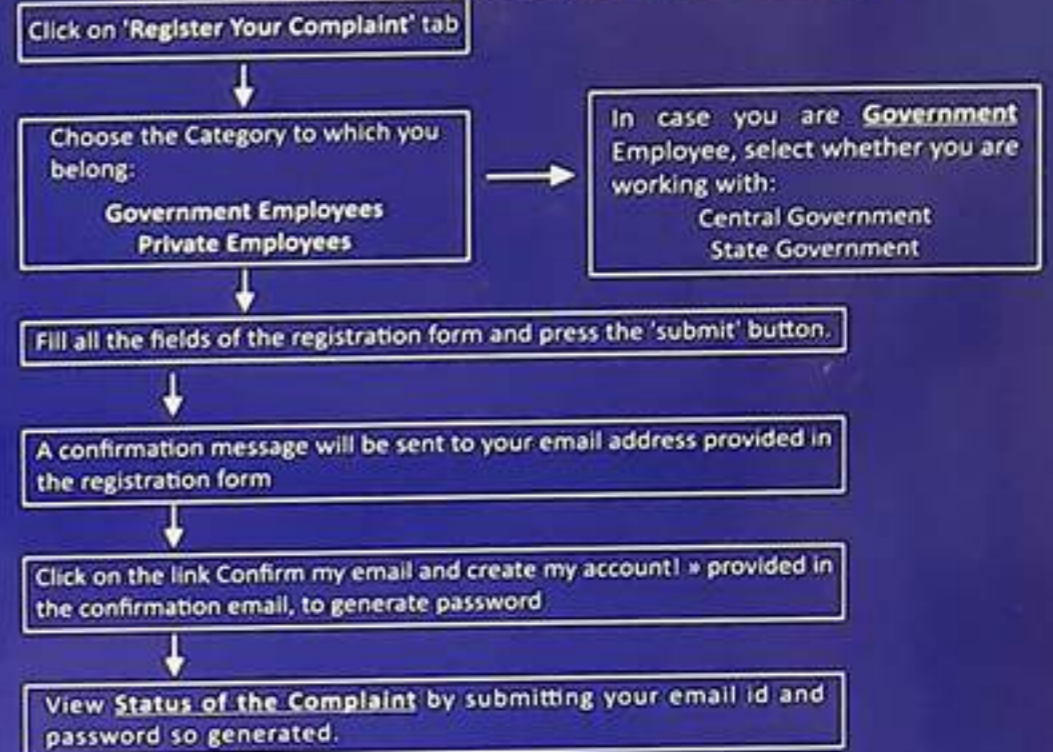 Click on 'Register Your Complaint' tab
Choose the Category to which you
belong:
Government Employees
Private Employees
In case you are Government
Employee, select whether you are
working with:
Central Government
State Government
Fill all the fields of the registration form and press the 'submit' button.
A confirmation message will be sent to your email address provided in
the registration form
Click on the link Confirm my email and create my account! » provided in
the confirmation email, to generate password
View Status of the Complaint by submitting your email id and
password so generated.